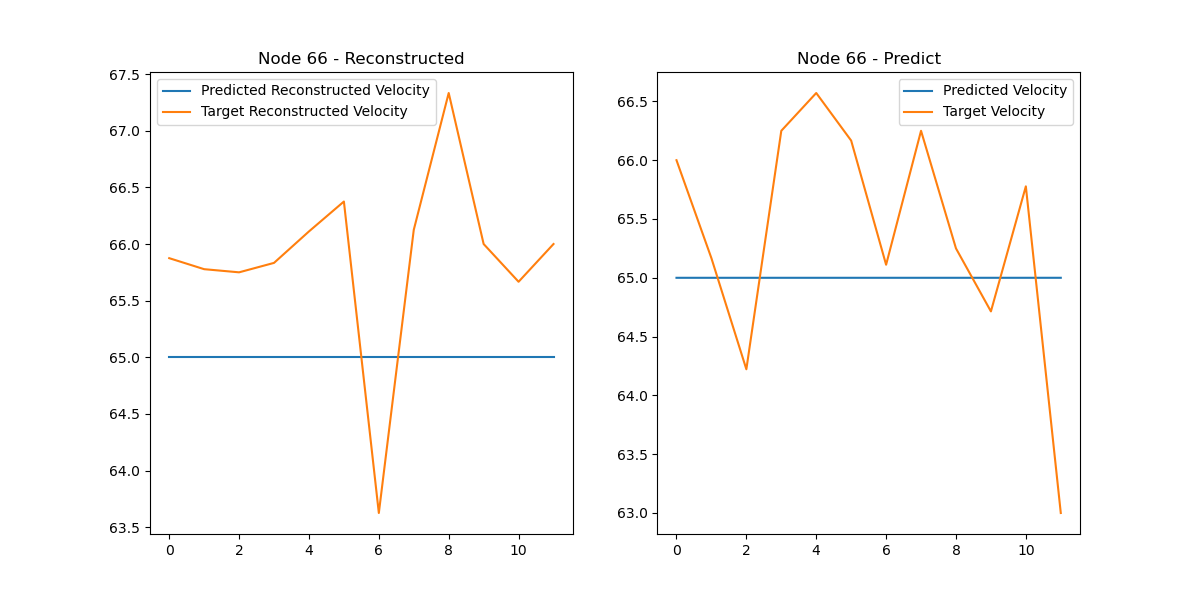 Node 66 - Reconstructed
Predicted Reconstructed Velocity
Target Reconstructed Velocity
67.5
67.0
66.5
66.0
65.5
65.0
64.5
64.0
63.5
0 2 4 6 8 10
Node 66 - Predict
Predicted Velocity
Target Velocity
66.5
66.0
65.5
65.0
64.5
64.0
63.5
63.0
0 2 4 6 8 10